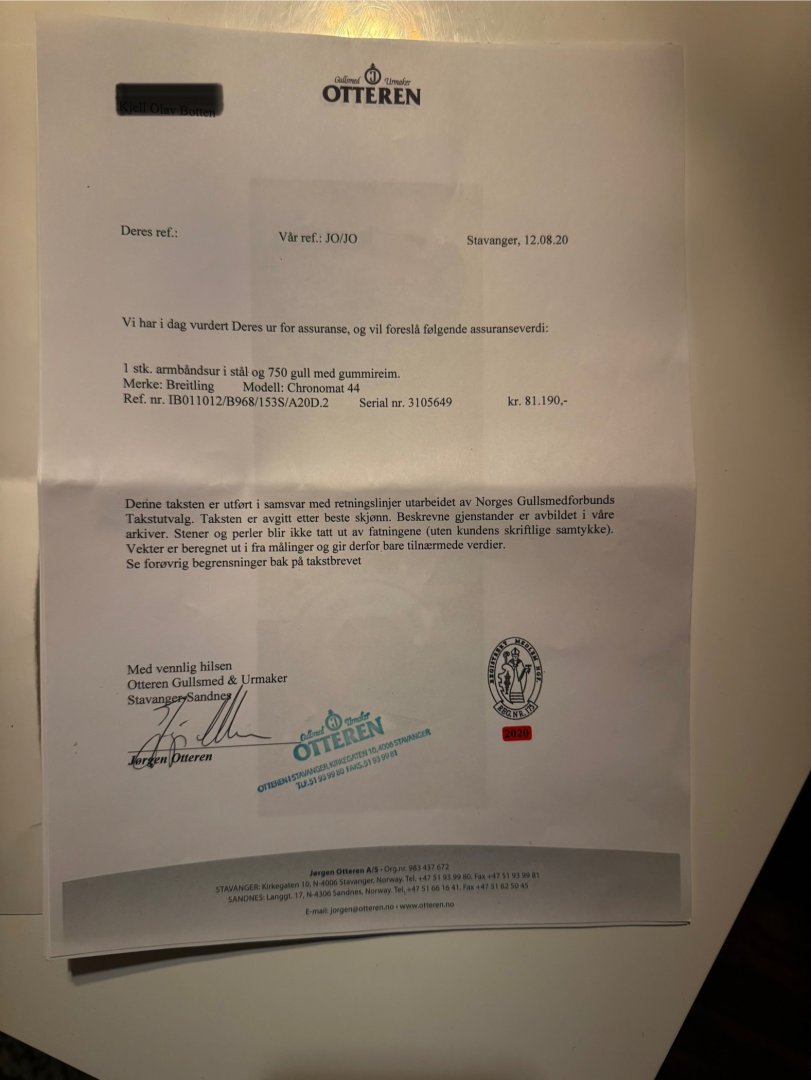 Gullsmed Urmaker
OTTEREN
Kjell Olav Botten
Deres ref.:
Vår ref.: JO/JO
Stavanger, 12.08.20
Vi har i dag vurdert Deres ur for assuranse, og vil foreslå følgende assuranseverdi:
1 stk. armbåndsur i stål og 750 gull med gummireim.
Merke: Breitling Modell: Chronomat 44
Ref. nr. IB011012/B968/153S/A20D.2 Serial nr. 3105649 kr. 81.190,-
Denne taksten er utført i samsvar med retningslinjer utarbeidet av Norges Gullsmedforbunds
Takstutvalg. Taksten er avgitt etter beste skjønn. Beskrevne gjenstander er avbildet i våre
arkiver. Stener og perler blir ikke tatt ut av fatningene (uten kundens skriftlige samtykke).
Vekter er beregnet ut i fra målinger og gir derfor bare tilnærmede verdier.
Se forøvrig begrensninger bak på takstbrevet
Med vennlig hilsen
Otteren Gullsmed & Urmaker
Stavanger-Sandnes
Jørgen Otteren
Gullsmed Urmaker
OTTEREN
OTTEREN I STAVANGER, KIRKEGATEN 10, 4006 STAVANGER
TLF. 51 93 99 80 FAKS. 51 93 99 81
REGISTRERT MEDLEM NGF.
REG.NR. 175
2020
Jørgen Otteren A/S • Org.nr. 983 437 672
STAVANGER: Kirkegaten 10, N-4006 Stavanger, Norway. Tel. +47 51 93 99 80. Fax +47 51 93 99 81
SANDNES: Langgt. 17, N-4306 Sandnes, Norway. Tel. +47 51 66 16 41. Fax +47 51 62 50 45
E-mail: jorgen@otteren.no • www.otteren.no